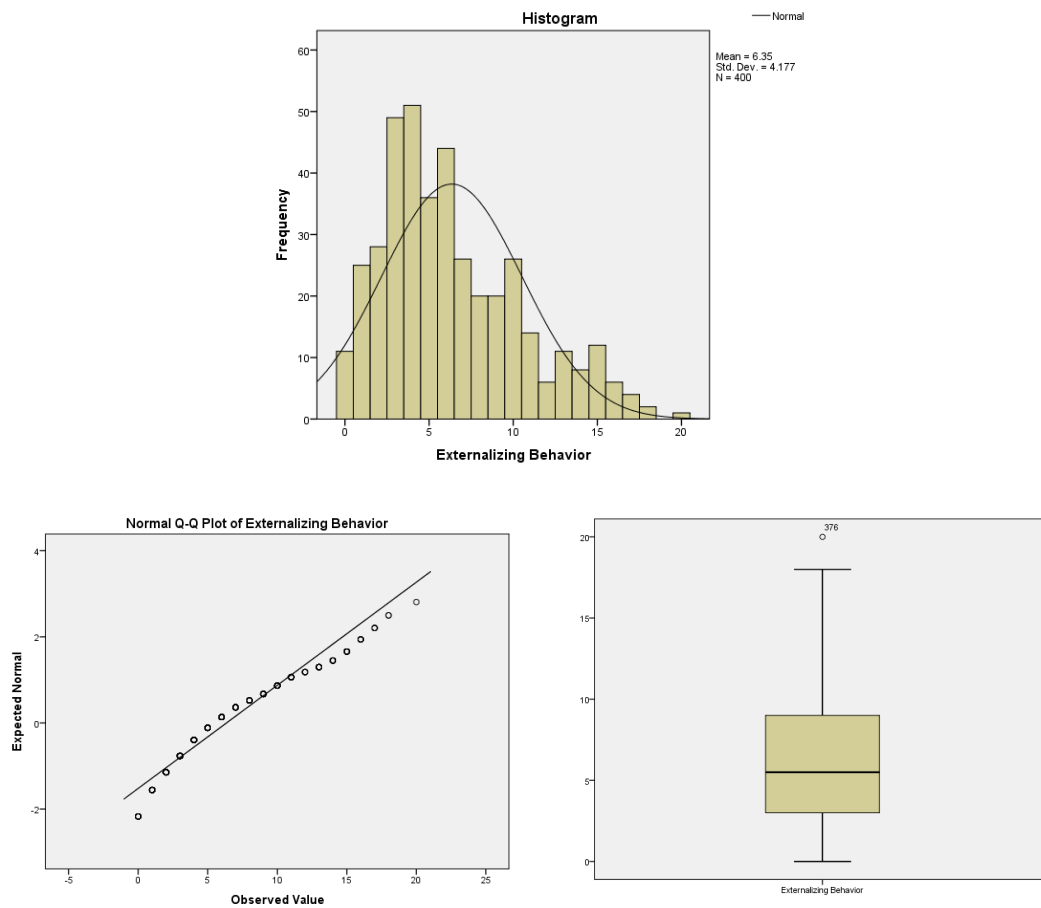 Histogram
Normal
Mean = 6.35
Std. Dev. = 4.177
N = 400
60
50
40
30
20
10
0
Frequency
0 5 10 15 20
Externalizing Behavior
Normal Q-Q Plot of Externalizing Behavior
4
2
0
-2
Expected Normal
-5 0 5 10 15 20 25
Observed Value
376
20
15
10
5
0
Externalizing Behavior